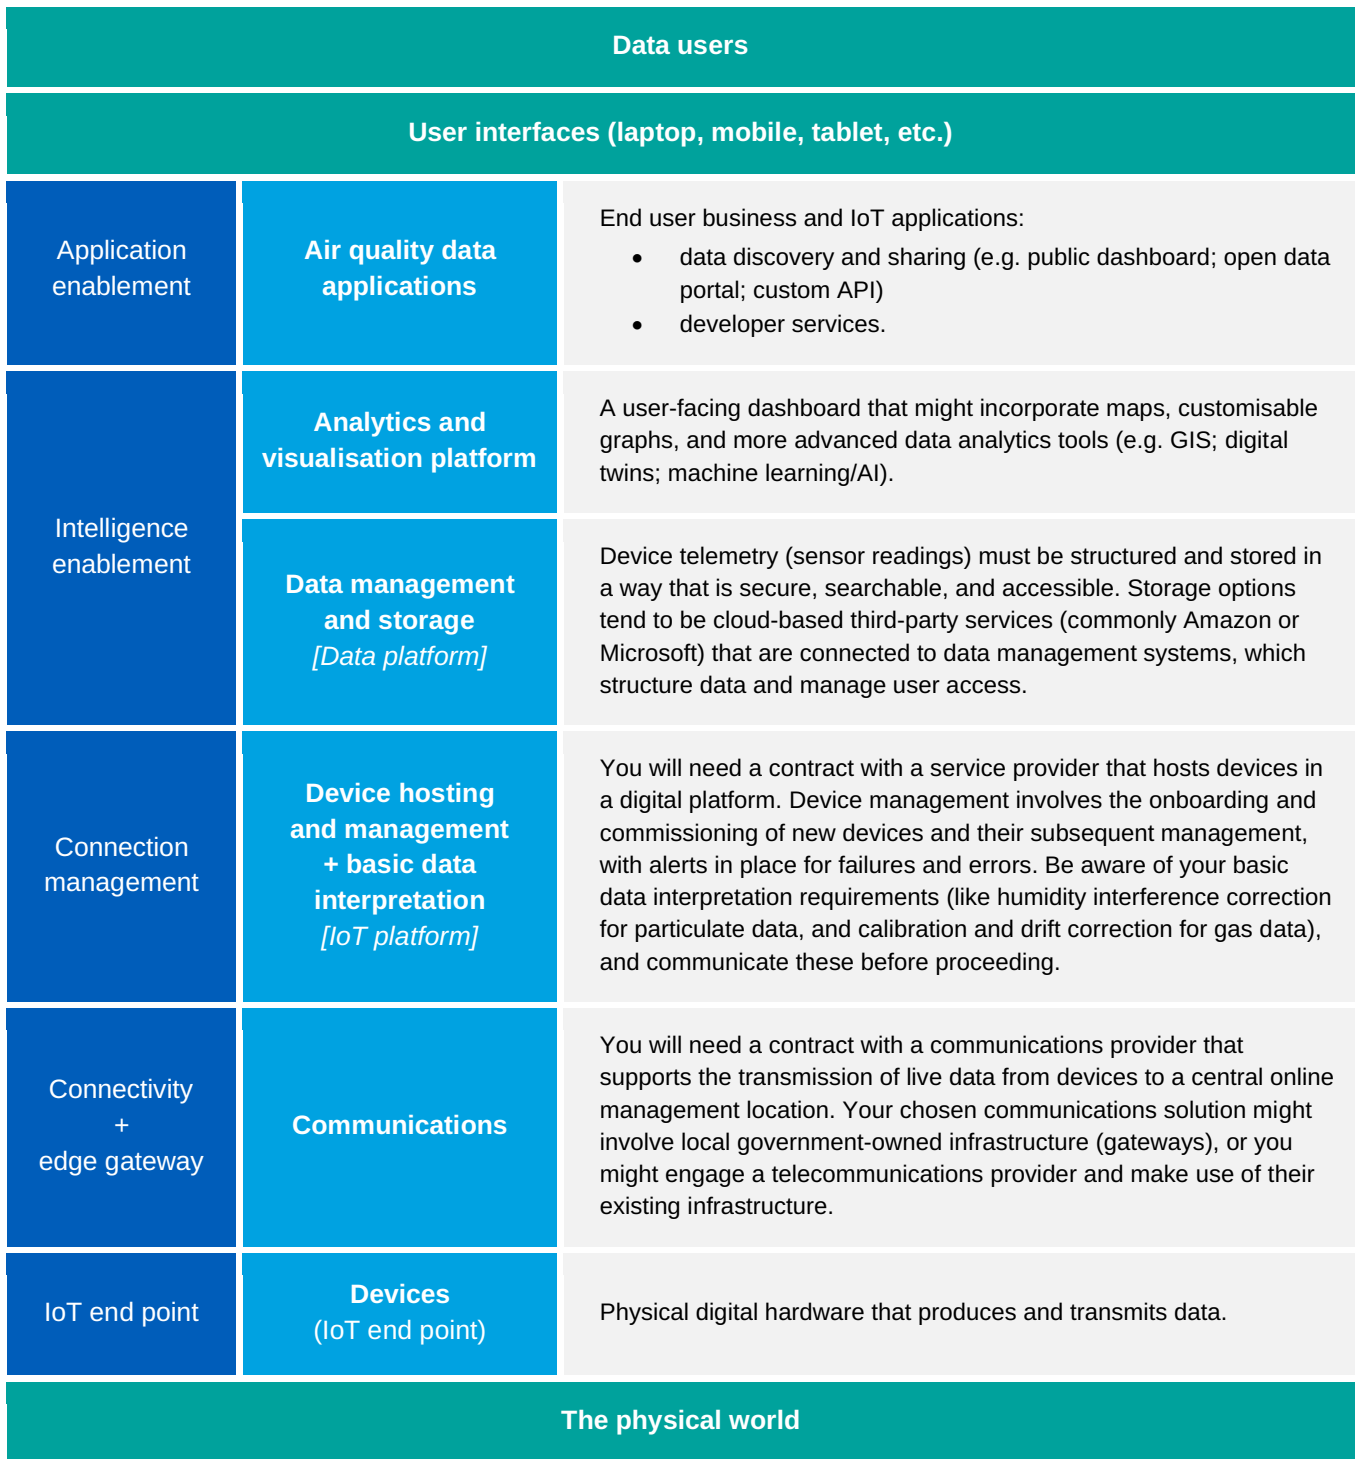 Data users
User interfaces (laptop, mobile, tablet, etc.)
Application
enablement
Air quality data
applications
End user business and IoT applications:
• data discovery and sharing (e.g. public dashboard; open data
portal; custom API)
• developer services.
Intelligence
enablement
Analytics and
visualisation platform
A user-facing dashboard that might incorporate maps, customisable
graphs, and more advanced data analytics tools (e.g. GIS; digital
twins; machine learning/AI).
Data management
and storage
[Data platform]
Device telemetry (sensor readings) must be structured and stored in
a way that is secure, searchable, and accessible. Storage options
tend to be cloud-based third-party services (commonly Amazon or
Microsoft) that are connected to data management systems, which
structure data and manage user access.
Connection
management
Device hosting
and management
+ basic data
interpretation
[IoT platform]
You will need a contract with a service provider that hosts devices in
a digital platform. Device management involves the onboarding and
commissioning of new devices and their subsequent management,
with alerts in place for failures and errors. Be aware of your basic
data interpretation requirements (like humidity interference correction
for particulate data, and calibration and drift correction for gas data),
and communicate these before proceeding.
Connectivity
+
edge gateway
Communications
You will need a contract with a communications provider that
supports the transmission of live data from devices to a central online
management location. Your chosen communications solution might
involve local government-owned infrastructure (gateways), or you
might engage a telecommunications provider and make use of their
existing infrastructure.
IoT end point
Devices
(IoT end point)
Physical digital hardware that produces and transmits data.
The physical world